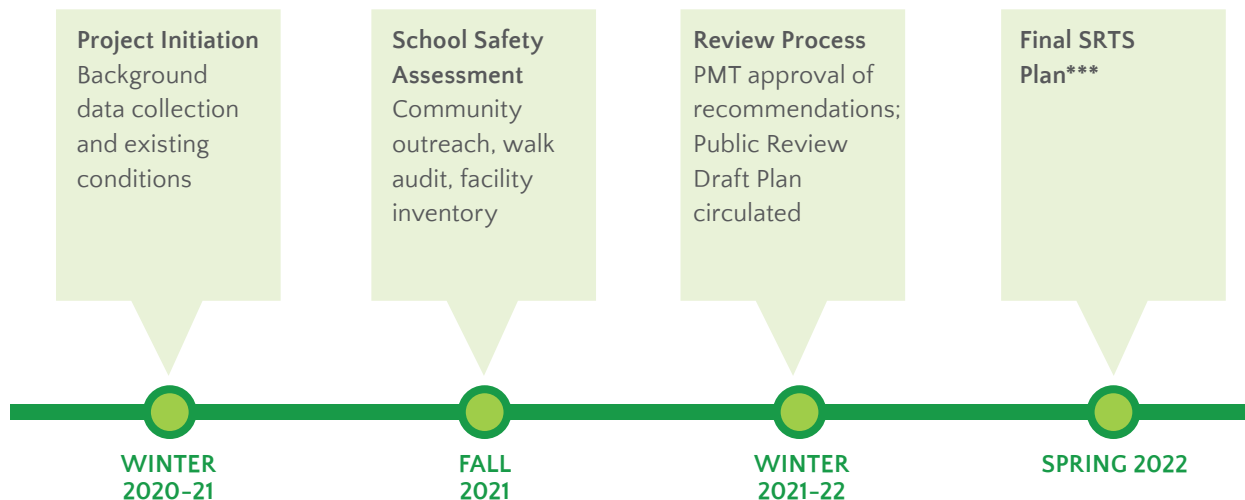 Project Initiation
Background
data collection
and existing
conditions
School Safety
Assessment
Community
outreach, walk
audit, facility
inventory
Review Process
PMT approval of
recommendations;
Public Review
Draft Plan
circulated
Final SRTS
Plan***
WINTER
2020-21
FALL
2021
WINTER
2021-22
SPRING 2022